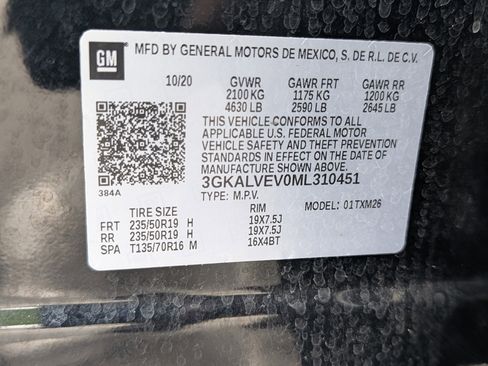 GM
MFD BY GENERAL MOTORS DE MEXICO, S. DE R.L. DE C.V.
10/20 GVWR GAWR FRT GAWR RR
2100 KG 1175 KG 1200 KG
4630 LB 2590 LB 2645 LB
THIS VEHICLE CONFORMS TO ALL
APPLICABLE U.S. FEDERAL MOTOR
VEHICLE SAFETY AND THEFT
PREVENTION STANDARDS IN EFFECT
ON THE DATE OF
MANUFACTURE SHOWN ABOVE.
384A
3GKALVEV0ML310451
TYPE: M.P.V. MODEL: 01TXM26
TIRE SIZE RIM
FRT 235/50R19 H 19X7.5J
RR 235/50R19 H 19X7.5J
SPA T135/70R16 M 16X4BT